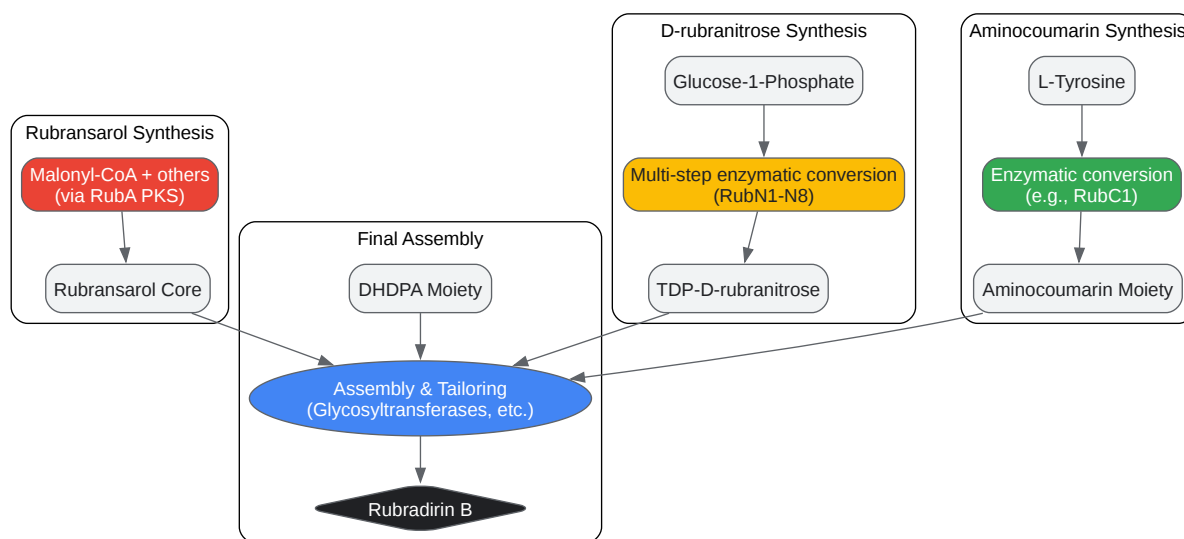 D-rubranitrose Synthesis
Aminocoumarin Synthesis
Glucose-1-Phosphate
L-Tyrosine
Rubransarol Synthesis
Malonyl-CoA + others
(via RubA PKS)
Multi-step enzymatic conversion
(RubN1-N8)
Enzymatic conversion
(e.g., RubC1)
Final Assembly
Rubransarol Core
DHDPA Moiety
TDP-D-rubranitrose
Aminocoumarin Moiety
Assembly & Tailoring
(Glycosyltransferases, etc.)
Rubradirin B